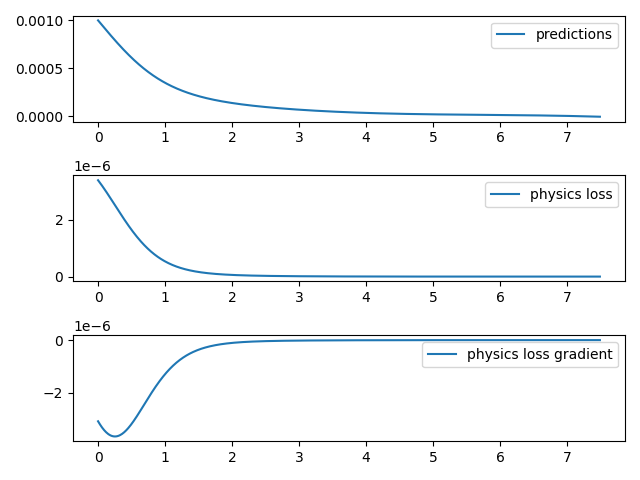 0.0010
predictions
0.0005
0.0000
0 1 2 3 4 5 6 7
1e−6
physics loss
2
0
0 1 2 3 4 5 6 7
1e−6
0
physics loss gradient
−2
0 1 2 3 4 5 6 7